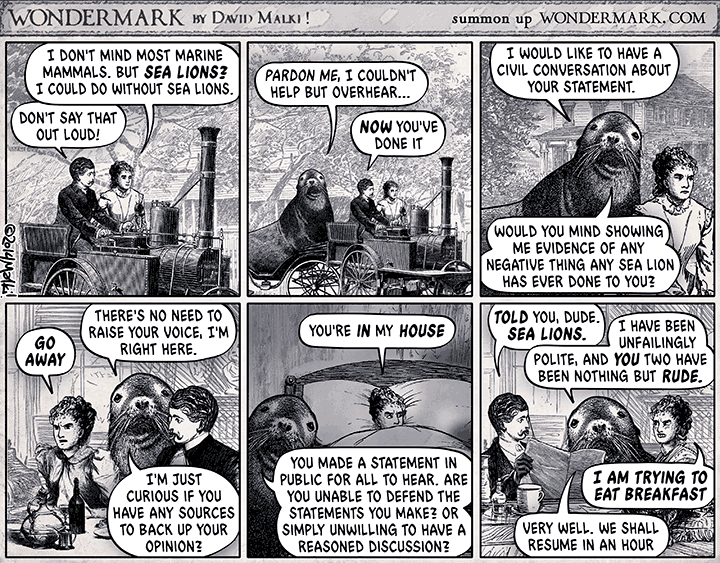 WONDERMARK BY DAVID MALKI !
summon up WONDERMARK.COM
I DON'T MIND MOST MARINE
MAMMALS. BUT SEA LIONS?
I COULD DO WITHOUT SEA LIONS.
DON'T SAY THAT
OUT LOUD!
©2014 Malki
PARDON ME, I COULDN'T
HELP BUT OVERHEAR...
NOW YOU'VE
DONE IT
I WOULD LIKE TO HAVE A
CIVIL CONVERSATION ABOUT
YOUR STATEMENT.
WOULD YOU MIND SHOWING
ME EVIDENCE OF ANY
NEGATIVE THING ANY SEA LION
HAS EVER DONE TO YOU?
GO
AWAY
THERE'S NO NEED TO
RAISE YOUR VOICE, I'M
RIGHT HERE.
I'M JUST
CURIOUS IF YOU
HAVE ANY SOURCES
TO BACK UP YOUR
OPINION?
YOU'RE IN MY HOUSE
YOU MADE A STATEMENT IN
PUBLIC FOR ALL TO HEAR. ARE
YOU UNABLE TO DEFEND THE
STATEMENTS YOU MAKE? OR
SIMPLY UNWILLING TO HAVE A
REASONED DISCUSSION?
TOLD YOU, DUDE.
SEA LIONS.
I HAVE BEEN
UNFAILINGLY
POLITE, AND YOU TWO HAVE
BEEN NOTHING BUT RUDE.
I AM TRYING TO
EAT BREAKFAST
VERY WELL. WE SHALL
RESUME IN AN HOUR